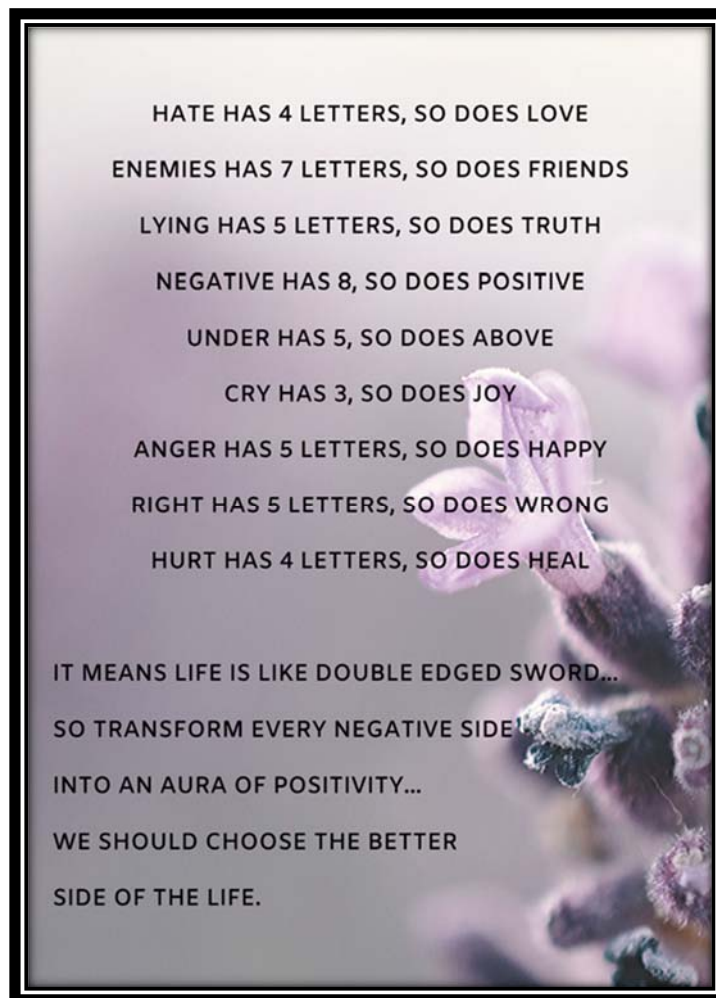 HATE HAS 4 LETTERS, SO DOES LOVE
ENEMIES HAS 7 LETTERS, SO DOES FRIENDS
LYING HAS 5 LETTERS, SO DOES TRUTH
NEGATIVE HAS 8, SO DOES POSITIVE
UNDER HAS 5, SO DOES ABOVE
CRY HAS 3, SO DOES JOY
ANGER HAS 5 LETTERS, SO DOES HAPPY
RIGHT HAS 5 LETTERS, SO DOES WRONG
HURT HAS 4 LETTERS, SO DOES HEAL
IT MEANS LIFE IS LIKE DOUBLE EDGED SWORD...
SO TRANSFORM EVERY NEGATIVE SIDE
INTO AN AURA OF POSITIVITY...
WE SHOULD CHOOSE THE BETTER
SIDE OF THE LIFE.